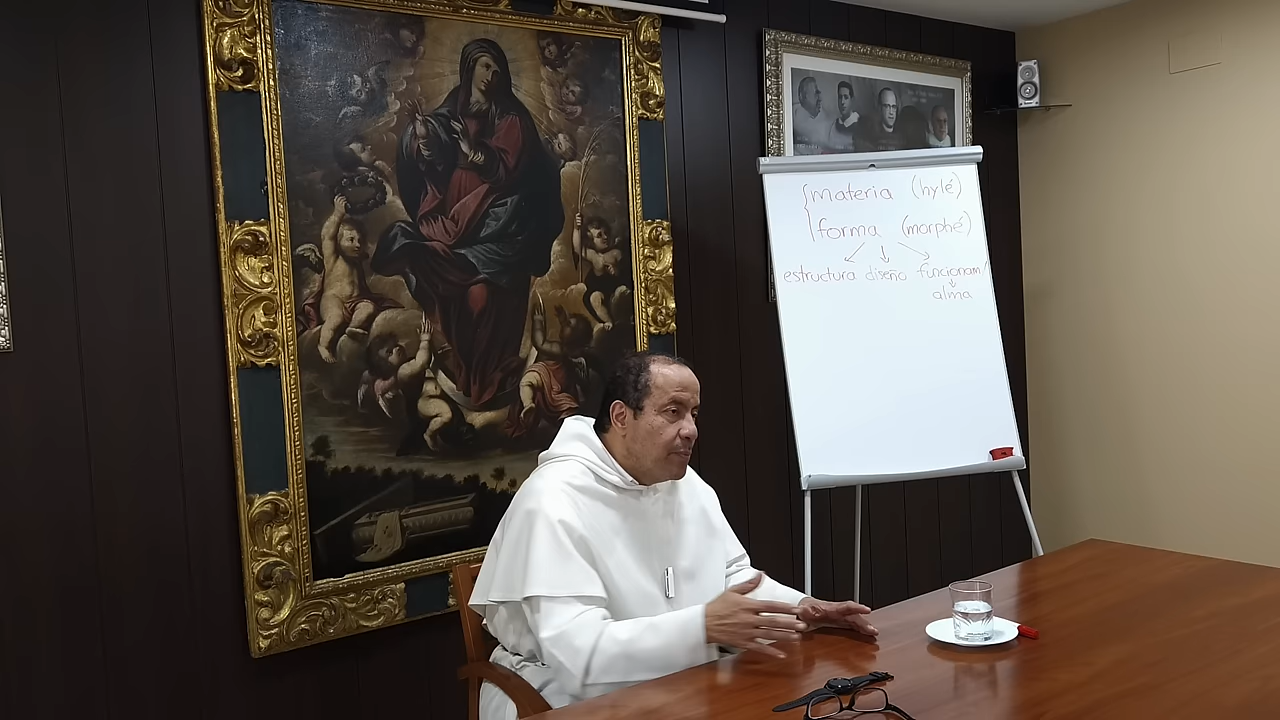 materia (hylé)
forma (morphé)
estructura diseño funcionam/
alma